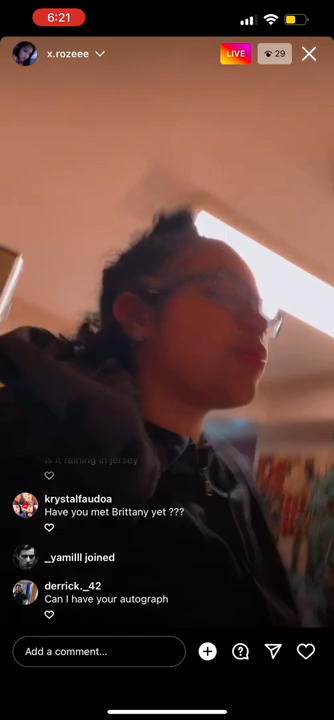 6:21
x.rozeee
LIVE
29
is it raining in jersey
krystalfaudoa
Have you met Brittany yet ???
_yamilll joined
derrick._42
Can I have your autograph
Add a comment...